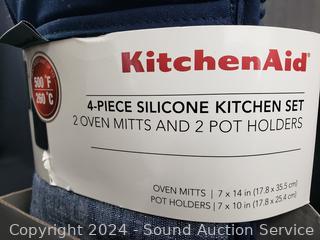 KitchenAid®
500°F
260°C
4-PIECE SILICONE KITCHEN SET
2 OVEN MITTS AND 2 POT HOLDERS
OVEN MITTS | 7 x 14 in (17.8 x 35.5 cm)
POT HOLDERS | 7 x 10 in (17.8 x 25.4 cm)
Copyright © 2024 - Sound Auction Service